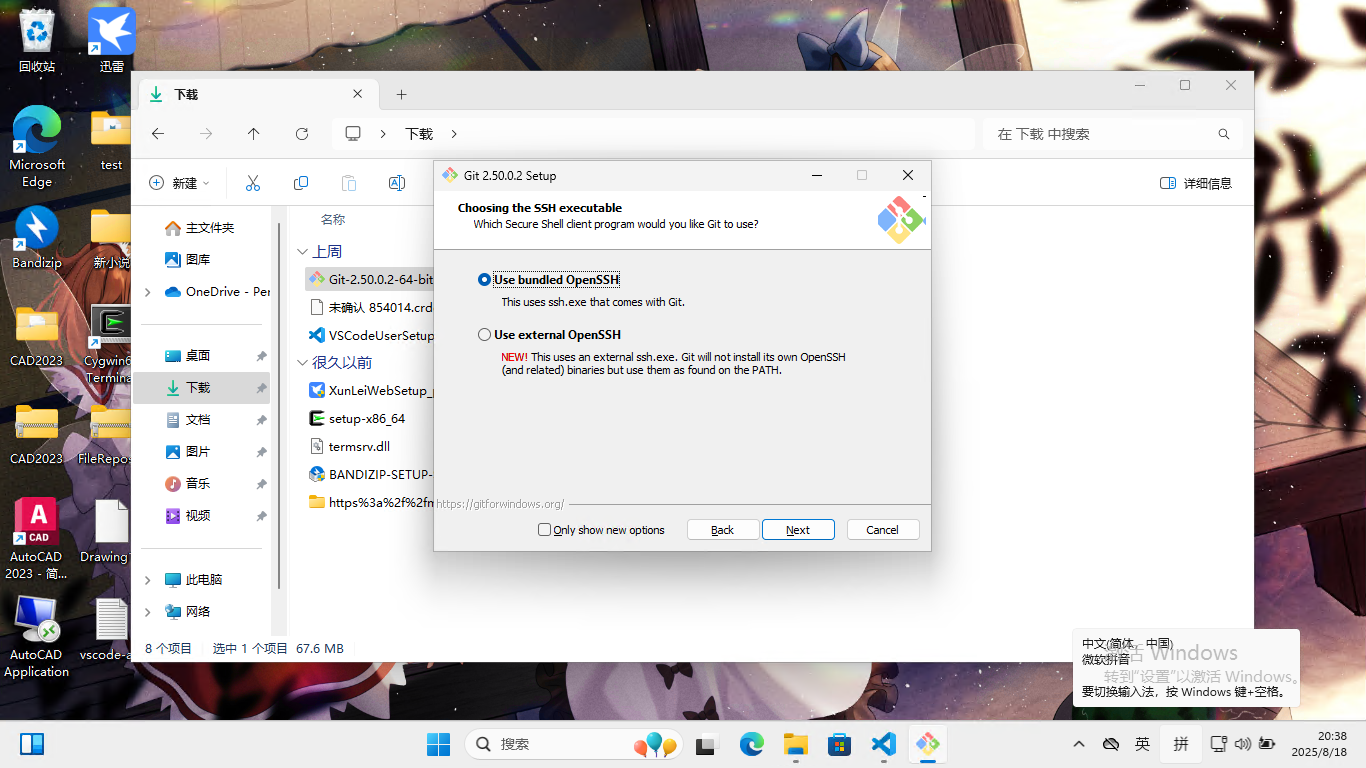 回收站
迅雷
Microsoft
Edge
test
Bandizip
新小说
CAD2023
Cygwin6
Termina
CAD2023
FileRepos
A
CAD
AutoCAD
2023 - 简...
Drawing
AutoCAD
Application
vscode-a
下载
下载
在 下载 中搜索
新建
详细信息
主文件夹
图库
OneDrive - Per
桌面
下载
文档
图片
音乐
视频
此电脑
网络
名称
上周
Git-2.50.0.2-64-bit
未确认 854014.crd
VSCodeUserSetup
很久以前
XunLeiWebSetup_
setup-x86_64
termsrv.dll
BANDIZIP-SETUP-
https%3a%2f%2fm
8 个项目
选中 1 个项目 67.6 MB
Git 2.50.0.2 Setup
Choosing the SSH executable
Which Secure Shell client program would you like Git to use?
Use bundled OpenSSH
This uses ssh.exe that comes with Git.
Use external OpenSSH
NEW! This uses an external ssh.exe. Git will not install its own OpenSSH
(and related) binaries but use them as found on the PATH.
https://gitforwindows.org/
Only show new options
Back
Next
Cancel
中文(简体，中国)
微软拼音
要切换输入法，按 Windows 键+空格。
激活 Windows
转到"设置"以激活 Windows。
搜索
英
拼
20:38
2025/8/18